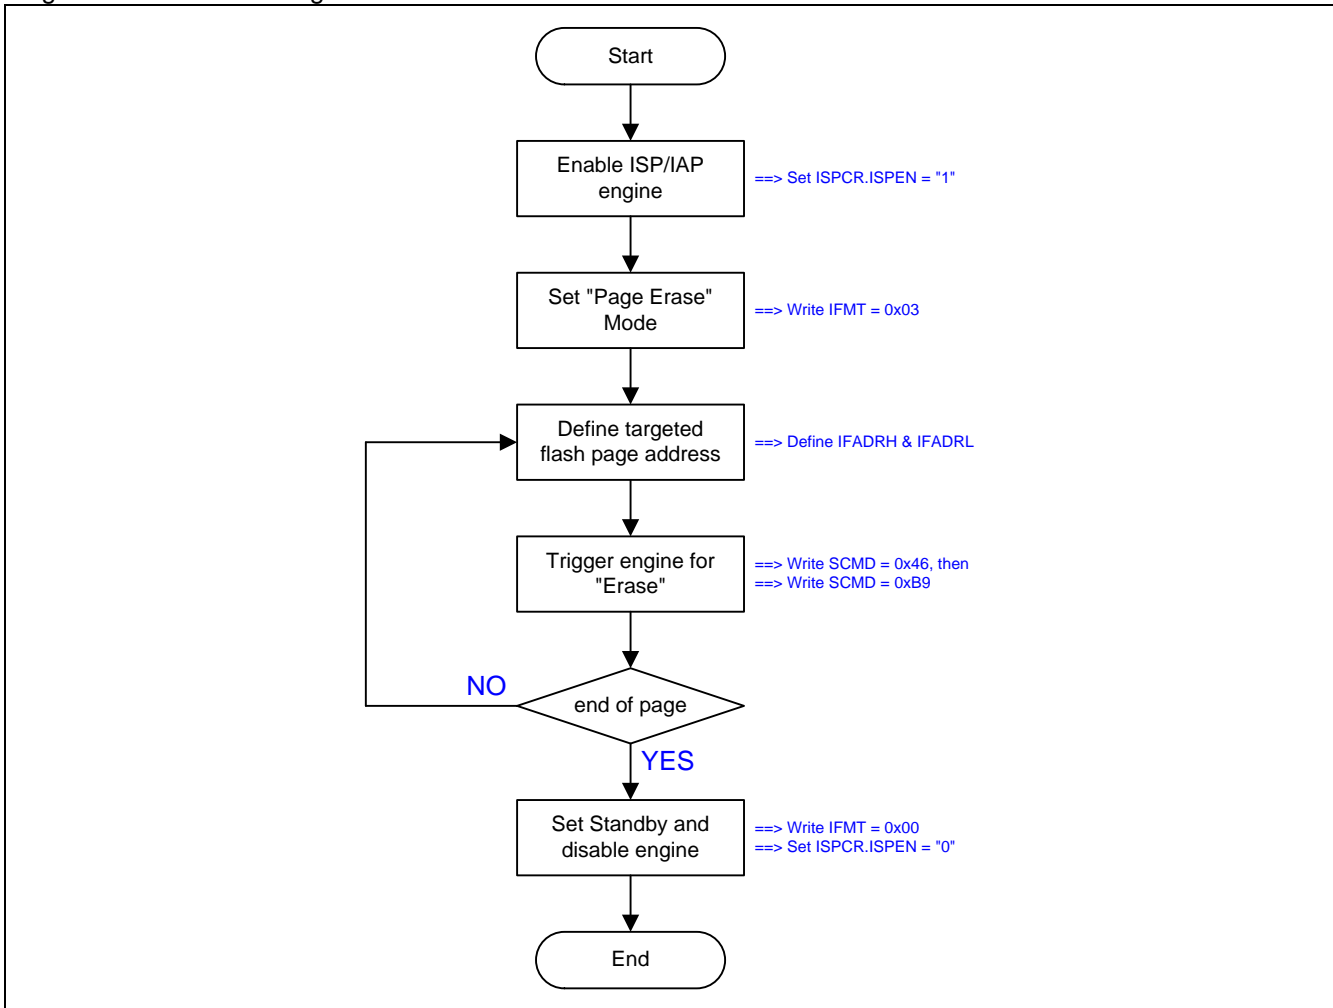 Start
Enable ISP/IAP
engine
==> Set ISPCR.ISPEN = "1"
Set "Page Erase"
Mode
==> Write IFMT = 0x03
Define targeted
flash page address
==> Define IFADRH & IFADRL
Trigger engine for
"Erase"
==> Write SCMD = 0x46, then
==> Write SCMD = 0xB9
NO
end of page
YES
Set Standby and
disable engine
==> Write IFMT = 0x00
==> Set ISPCR.ISPEN = "0"
End